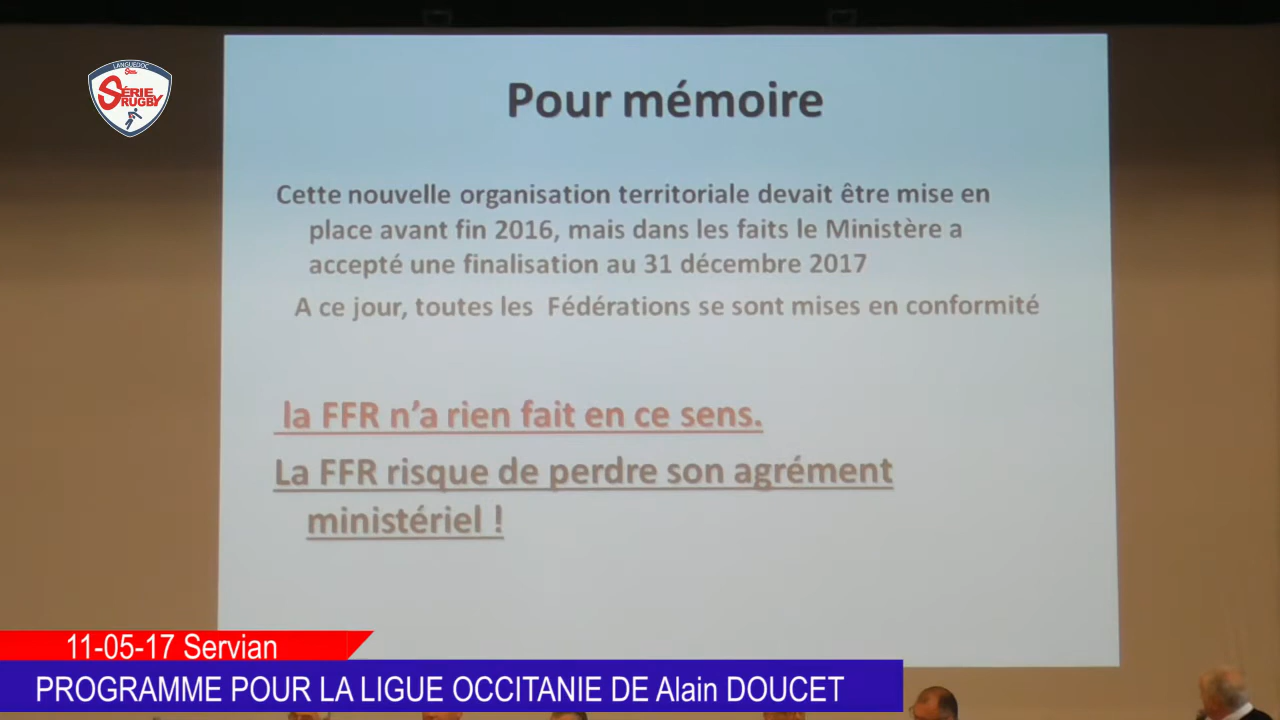 LANGUEDOC
SÉRIE
RUGBY
Pour mémoire
Cette nouvelle organisation territoriale devait être mise en
place avant fin 2016, mais dans les faits le Ministère a
accepté une finalisation au 31 décembre 2017
A ce jour, toutes les Fédérations se sont mises en conformité
la FFR n'a rien fait en ce sens.
La FFR risque de perdre son agrément
ministériel !
11-05-17 Servian
PROGRAMME POUR LA LIGUE OCCITANIE DE Alain DOUCET